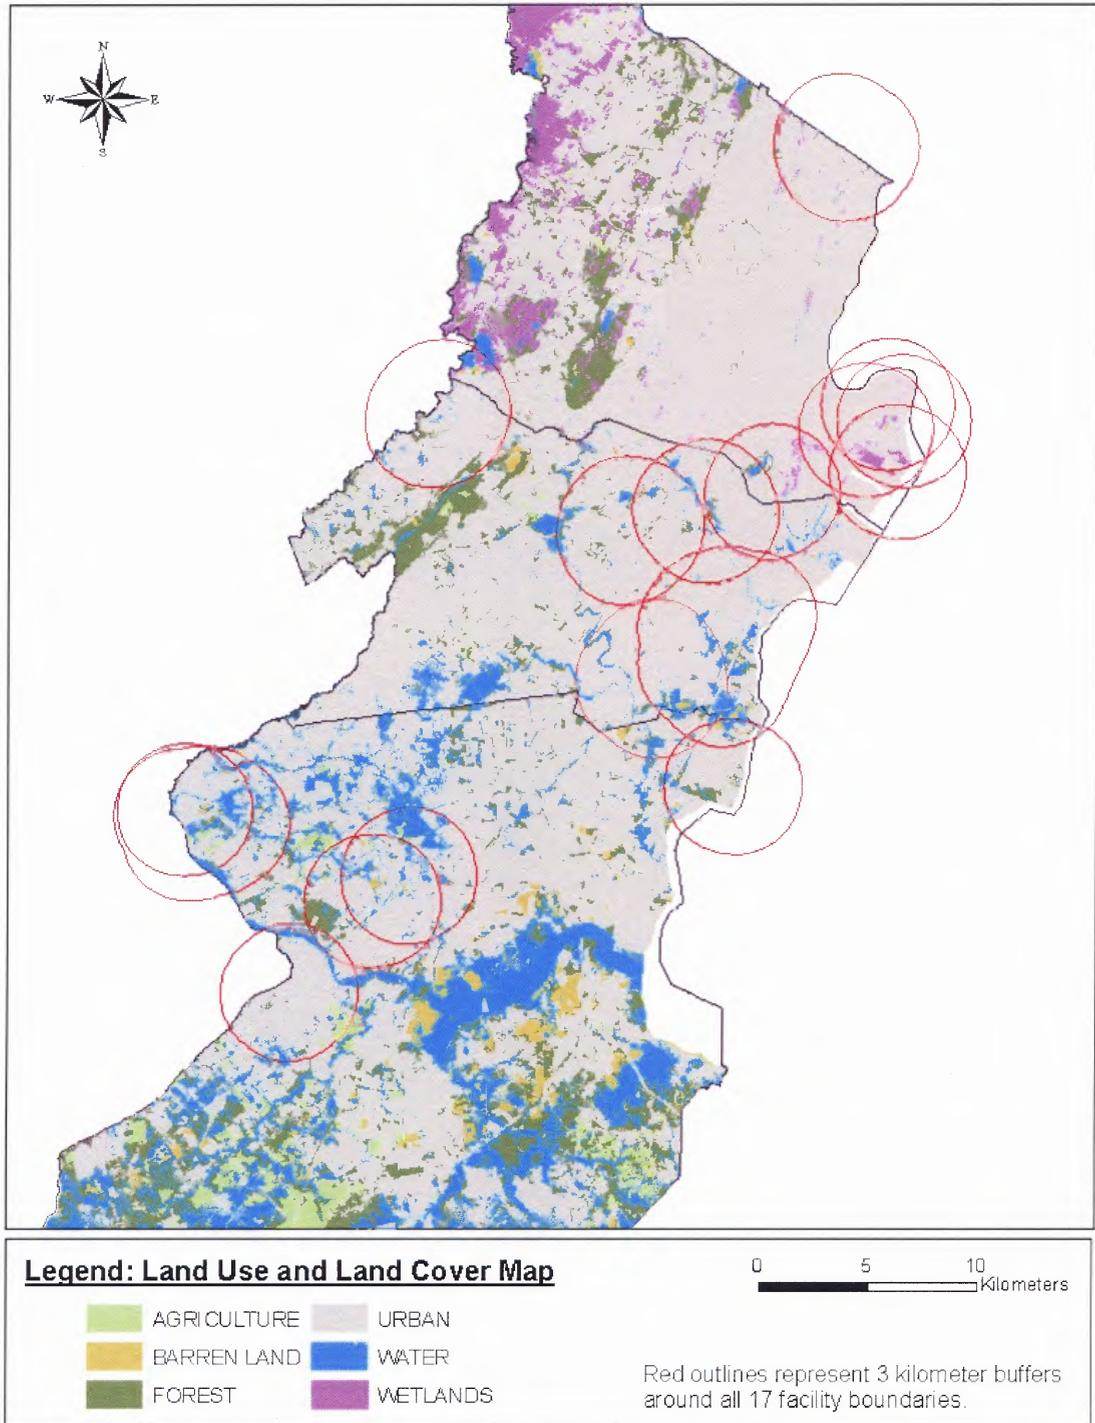 N
W E
S
Legend: Land Use and Land Cover Map
AGRICULTURE
URBAN
BARREN LAND
WATER
FOREST
WETLANDS
0 5 10
Kilometers
Red outlines represent 3 kilometer buffers
around all 17 facility boundaries.